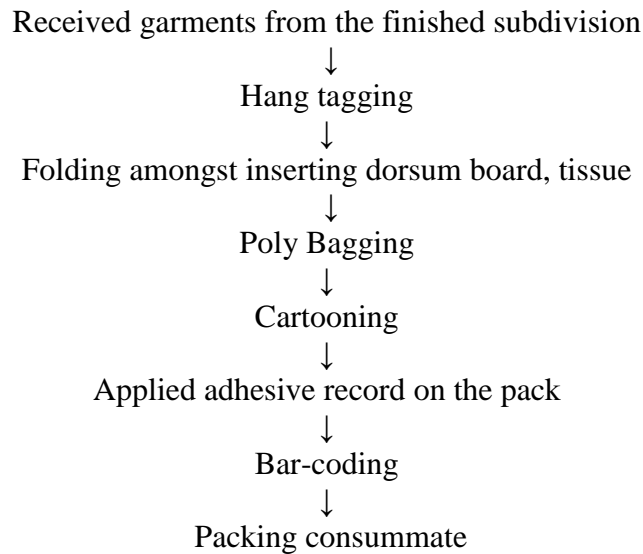 Received garments from the finished subdivision
↓
Hang tagging
↓
Folding amongst inserting dorsum board, tissue
↓
Poly Bagging
↓
Cartooning
↓
Applied adhesive record on the pack
↓
Bar-coding
↓
Packing consummate